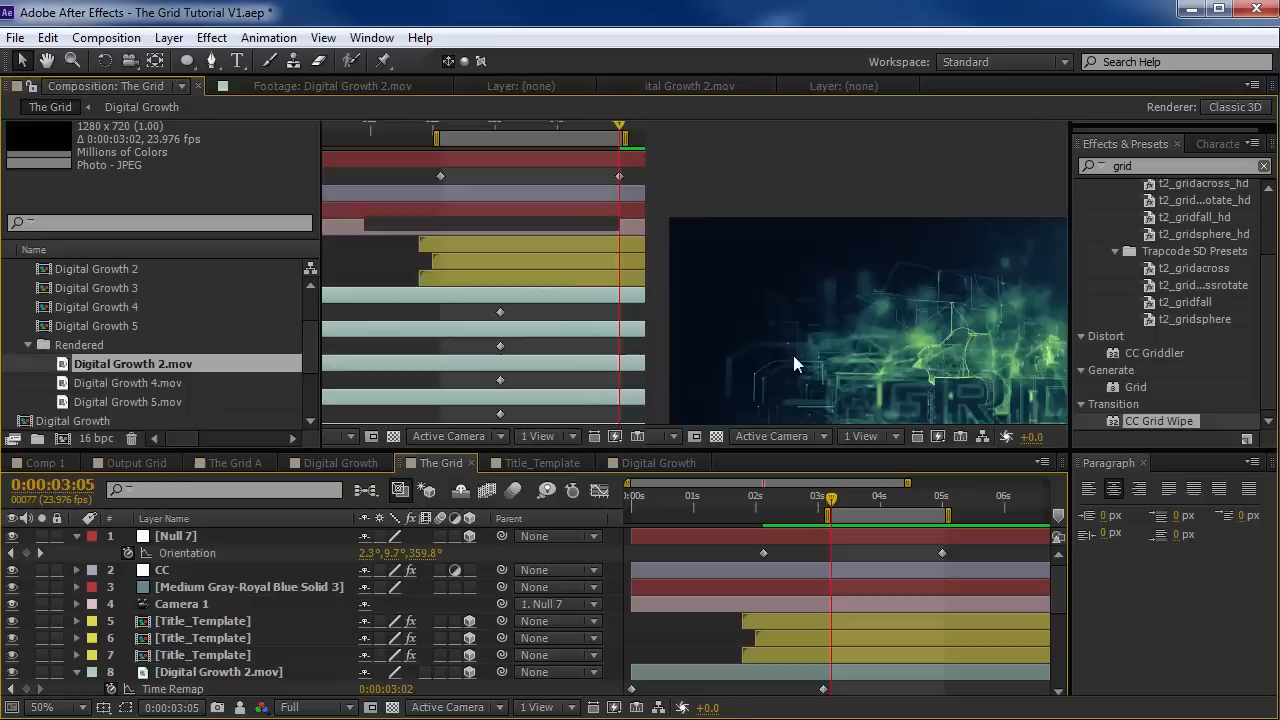 Ae Adobe After Effects - The Grid Tutorial V1.aep *
File Edit Composition Layer Effect Animation View Window Help
Workspace: Standard Search Help
Composition: The Grid Footage: Digital Growth 2.mov Layer: (none) ital Growth 2.mov Layer: (none)
The Grid Digital Growth Renderer: Classic 3D
1280 x 720 (1.00)
Δ 0:00:03:02, 23.976 fps
Millions of Colors
Photo - JPEG
Effects & Presets Characte
grid
t2_gridacross_hd
t2_grid...otate_hd
t2_gridfall_hd
t2_gridsphere_hd
Trapcode SD Presets
t2_gridacross
t2_grid...ssrotate
t2_gridfall
t2_gridsphere
Distort
CC Griddler
Generate
Grid
Transition
CC Grid Wipe
Name
Digital Growth 2
Digital Growth 3
Digital Growth 4
Digital Growth 5
Rendered
Digital Growth 2.mov
Digital Growth 4.mov
Digital Growth 5.mov
Digital Growth
GRID
16 bpc Active Camera 1 View Active Camera 1 View +0.0
Comp 1 Output Grid The Grid A Digital Growth The Grid Title_Template Digital Growth
Paragraph
0:00:03:05
00077 (23.976 fps)
:00s 01s 02s 03s 04s 05s 06s
# Layer Name Parent
0 px 0 px 0 px
0 px 0 px
1 [Null 7] None
Orientation 2.3°,9.7°,359.8°
2 CC fx None
3 [Medium Gray-Royal Blue Solid 3] None
4 Camera 1 1. Null 7
5 [Title_Template] fx None
6 [Title_Template] fx None
7 [Title_Template] fx None
8 [Digital Growth 2.mov] None
Time Remap 0:00:03:02
50% 0:00:03:05 Full Active Camera 1 View +0.0